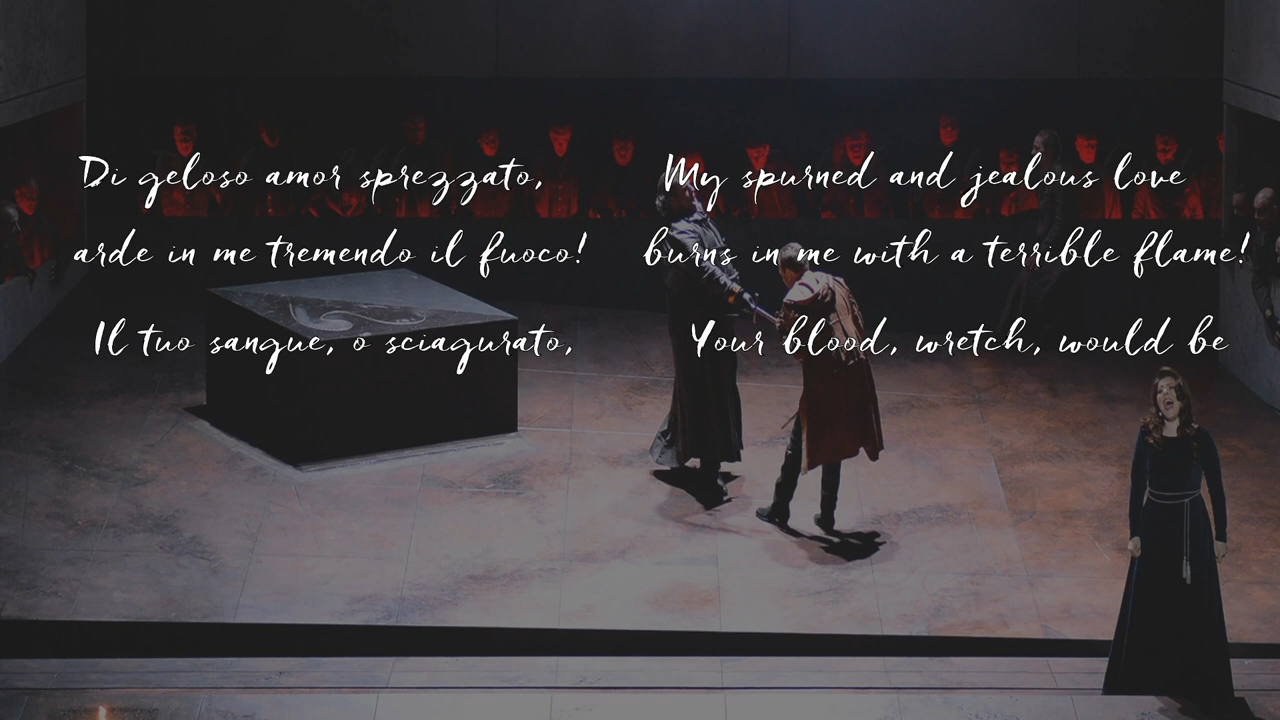 Di geloso amor sprezzato,
arde in me tremendo il fuoco!
Il tuo sangue, o sciagurato,
My spurned and jealous love
burns in me with a terrible flame!
Your blood, wretch, would be